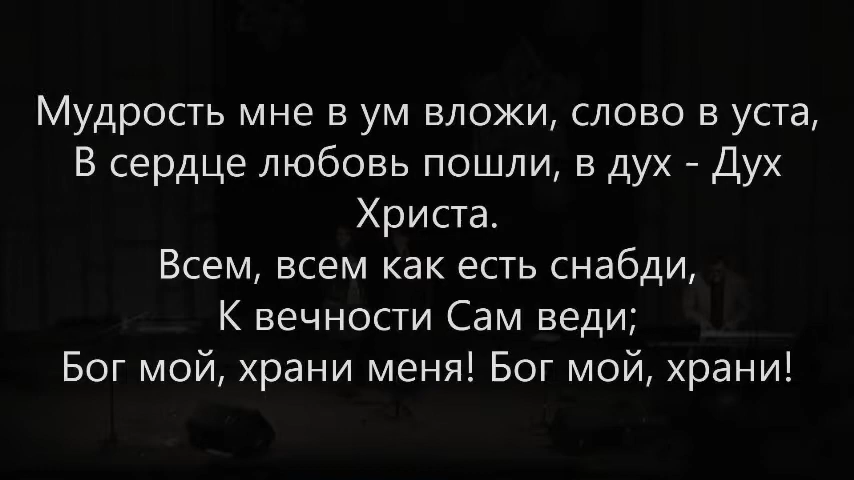 Мудрость мне в ум вложи, слово в уста,
В сердце любовь пошли, в дух - Дух
Христа.
Всем, всем как есть снабди,
К вечности Сам веди;
Бог мой, храни меня! Бог мой, храни!